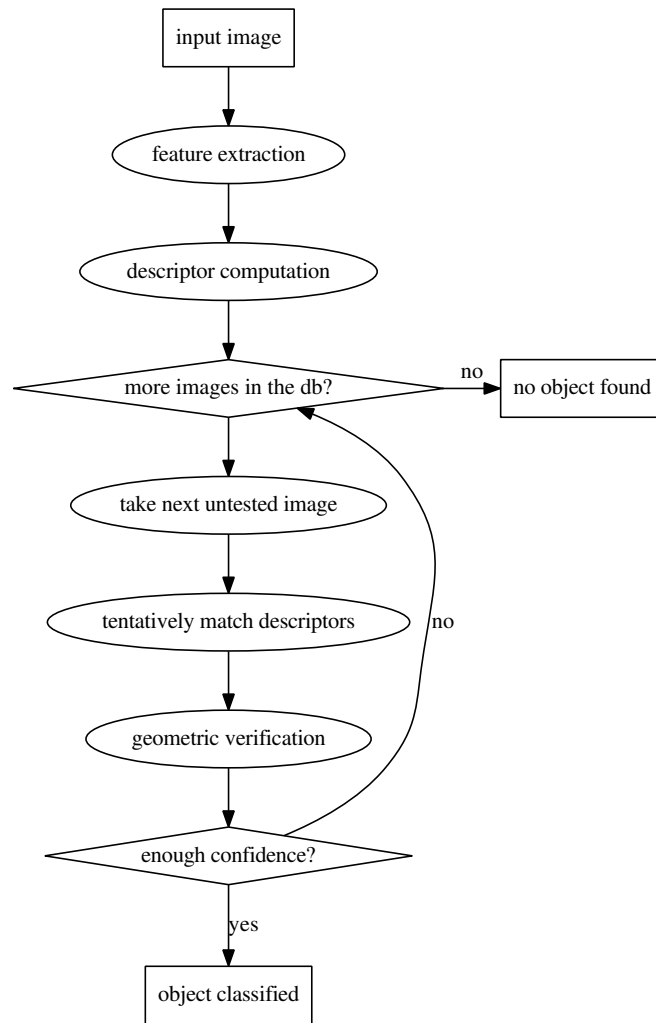 input image
feature extraction
descriptor computation
more images in the db?
no
no object found
take next untested image
tentatively match descriptors
no
geometric verification
enough confidence?
yes
object classified